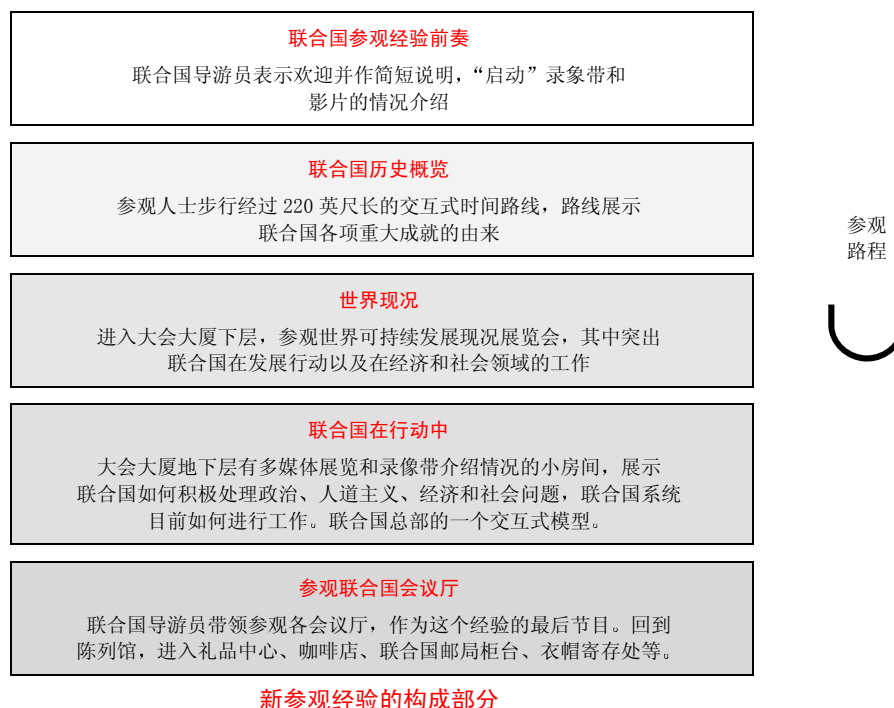 联合国参观经验前奏
联合国导游员表示欢迎并作简短说明，“启动”录象带和
影片的情况介绍
联合国历史概览
参观人士步行经过 220 英尺长的交互式时间路线，路线展示
联合国各项重大成就的由来
世界现况
进入大会大厦下层，参观世界可持续发展现况展览会，其中突出
联合国在发展行动以及在经济和社会领域的工作
联合国在行动中
大会大厦地下层有多媒体展览和录像带介绍情况的小房间，展示
联合国如何积极处理政治、人道主义、经济和社会问题，联合国系统
目前如何进行工作。联合国总部的一个交互式模型。
参观联合国会议厅
联合国导游员带领参观各会议厅，作为这个经验的最后节目。回到
陈列馆，进入礼品中心、咖啡店、联合国邮局柜台、衣帽寄存处等。
新参观经验的构成部分
参观
路程